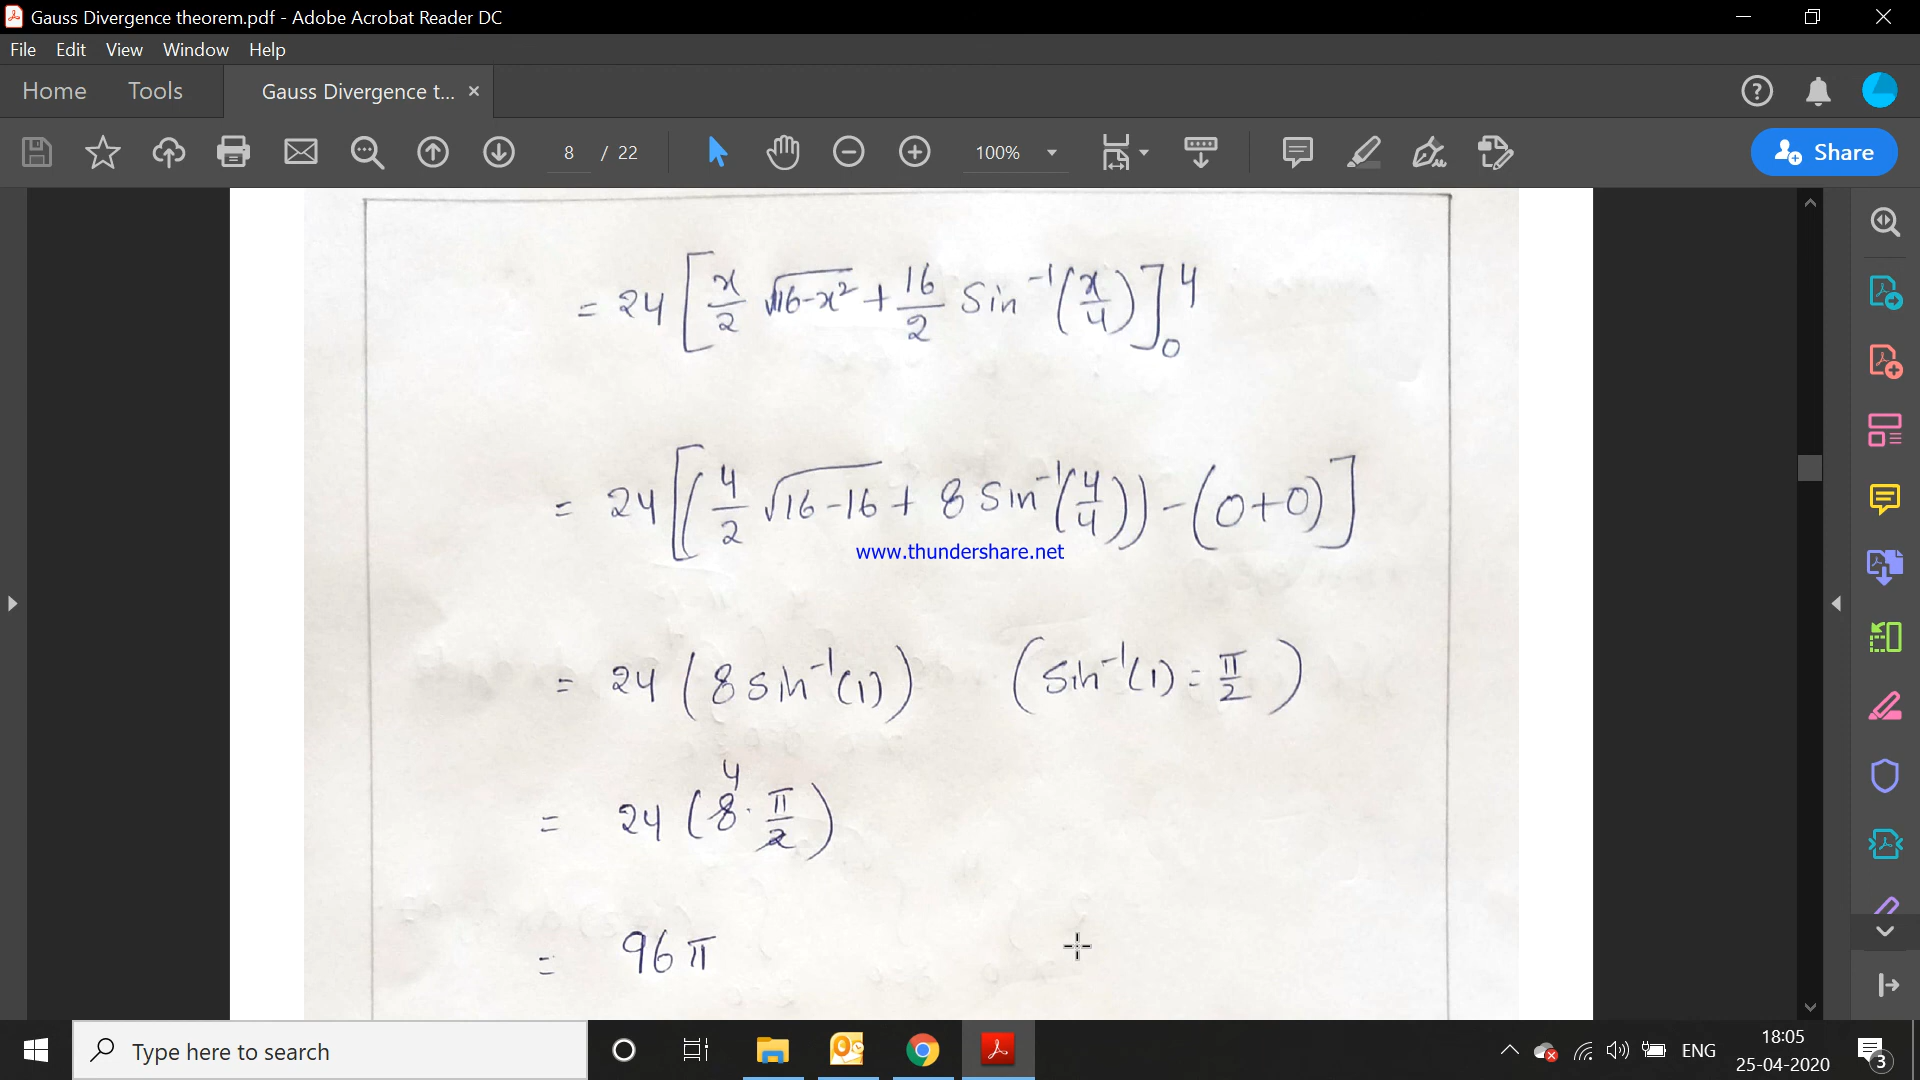 Gauss Divergence theorem.pdf - Adobe Acrobat Reader DC
File Edit View Window Help
Home Tools Gauss Divergence t... ×
8 / 22 100% Share
= 24 [x/2 √16-x² + 16/2 Sin⁻¹(x/4)]₀⁴
= 24 [(4/2 √16-16 + 8 Sin⁻¹(4/4)) - (0+0)]
www.thundershare.net
= 24 (8 Sin⁻¹(1)) (Sin⁻¹(1) = π/2)
4
= 24 (8 · π/2)
= 96 π
Type here to search
ENG
18:05
25-04-2020
3